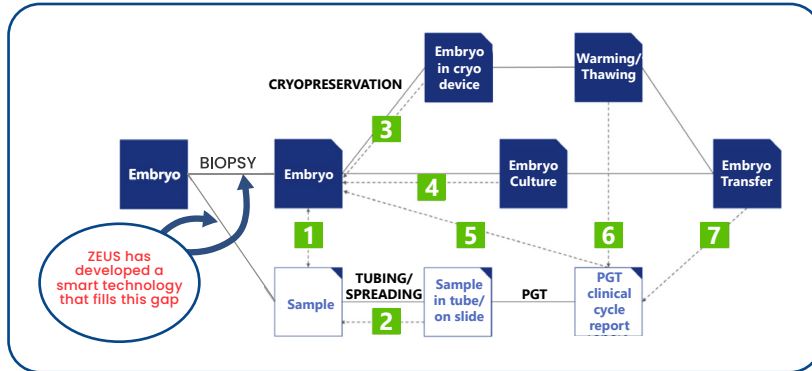 Embryo
in cryo
device
Warming/
Thawing
CRYOPRESERVATION
3
Embryo
BIOPSY
Embryo
Embryo
Culture
Embryo
Transfer
4
1
5
6
7
ZEUS has
developed a
smart technology
that fills this gap
Sample
TUBING/
SPREADING
2
Sample
in tube/
on slide
PGT
PGT
clinical
cycle
report